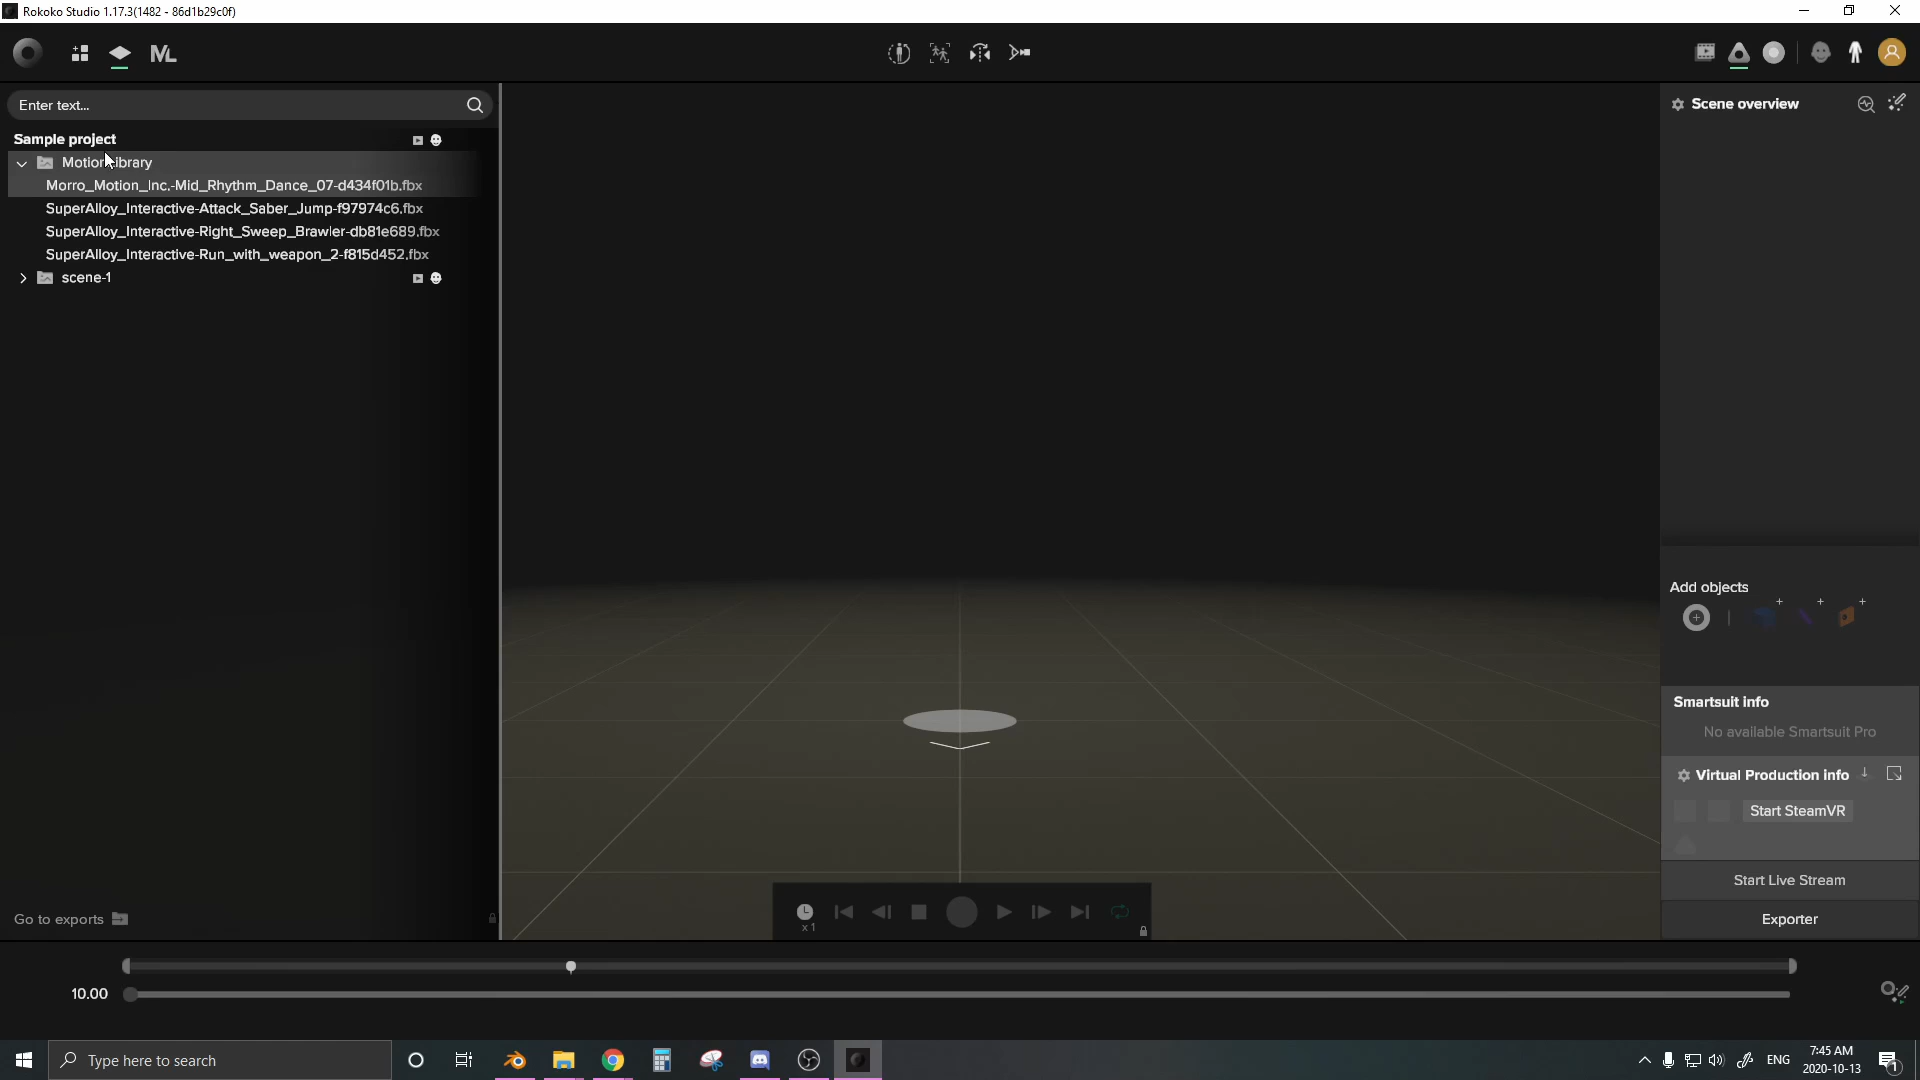 Rokoko Studio 1.17.3(1482 - 86d1b29c0f)
ML
Enter text...
Scene overview
Sample project
Motion Library
Morro_Motion_Inc.-Mid_Rhythm_Dance_07-d434f01b.fbx
SuperAlloy_Interactive-Attack_Saber_Jump-f97974c6.fbx
SuperAlloy_Interactive-Right_Sweep_Brawler-db81e689.fbx
SuperAlloy_Interactive-Run_with_weapon_2-f815d452.fbx
scene-1
Add objects
Smartsuit info
No available Smartsuit Pro
Virtual Production info
Start SteamVR
Start Live Stream
Exporter
Go to exports
x 1
10.00
Type here to search
ENG
7:45 AM
2020-10-13
1